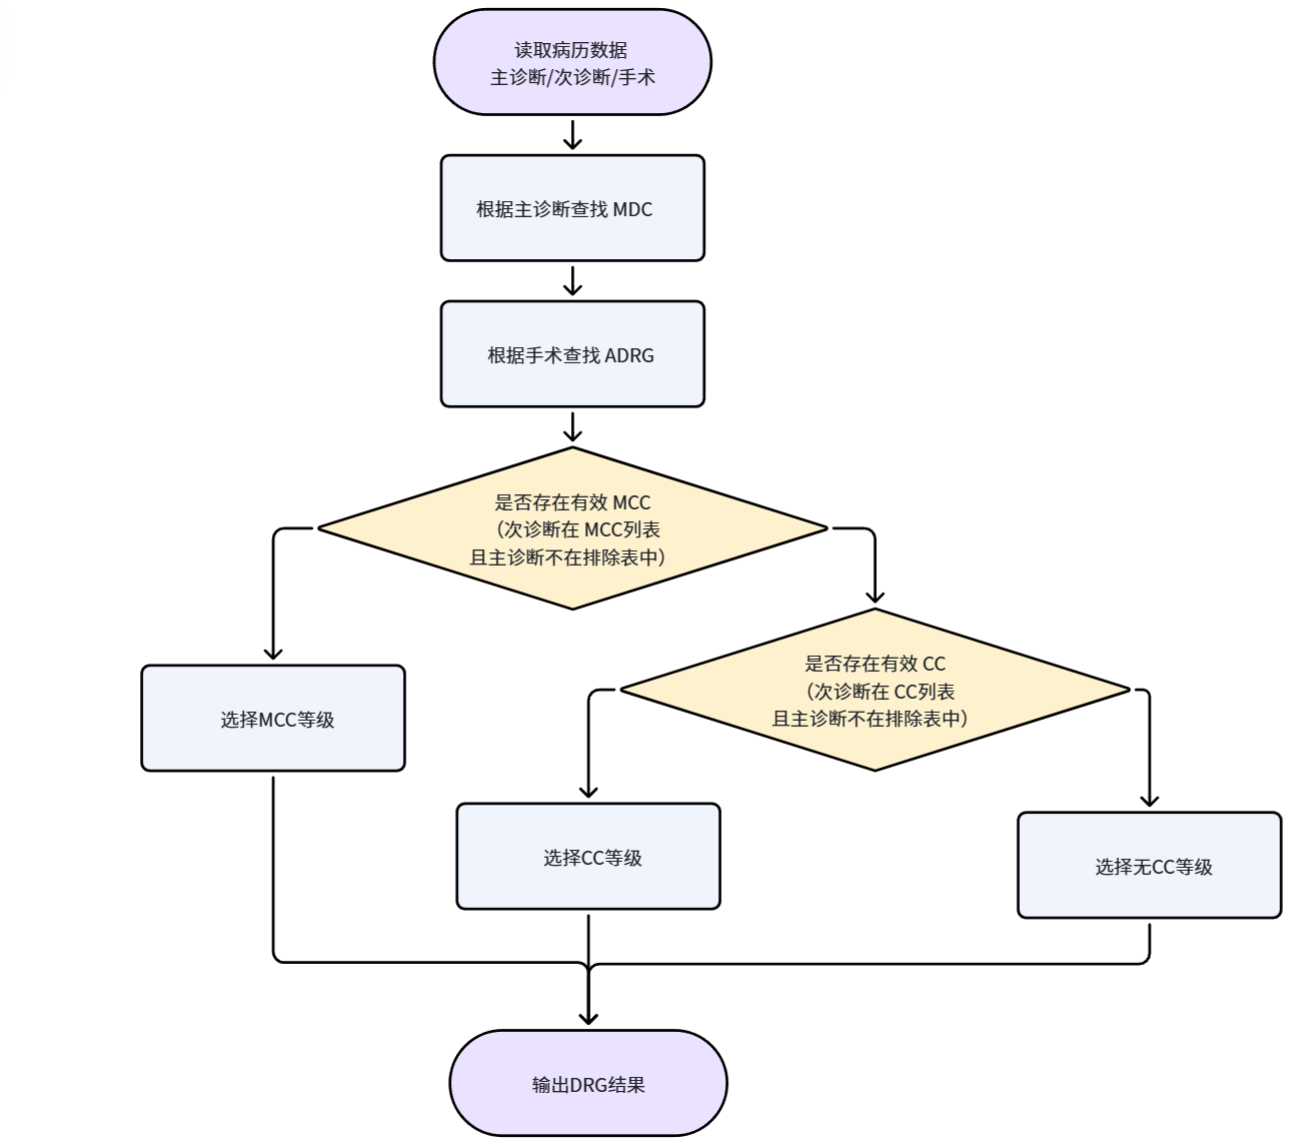 读取病历数据
主诊断/次诊断/手术
根据主诊断查找 MDC
根据手术查找 ADRG
是否存在有效 MCC
（次诊断在 MCC列表
且主诊断不在排除表中）
是否存在有效 CC
（次诊断在 CC列表
且主诊断不在排除表中）
选择MCC等级
选择CC等级
选择无CC等级
输出DRG结果